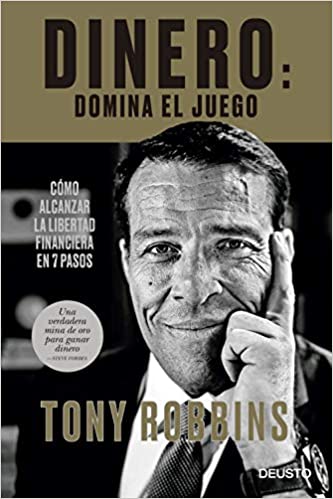 DINERO:
DOMINA EL JUEGO
CÓMO
ALCANZAR
LA LIBERTAD
FINANCIERA
EN 7 PASOS
Una
verdadera
mina de oro
para ganar
dinero
—STEVE FORBES
TONY ROBBINS
DEUSTO